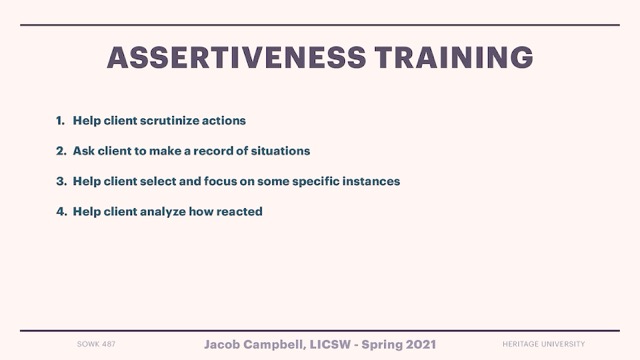 ASSERTIVENESS TRAINING
1. Help client scrutinize actions
2. Ask client to make a record of situations
3. Help client select and focus on some specific instances
4. Help client analyze how reacted
SOWK 487 Jacob Campbell, LICSW - Spring 2021 HERITAGE UNIVERSITY